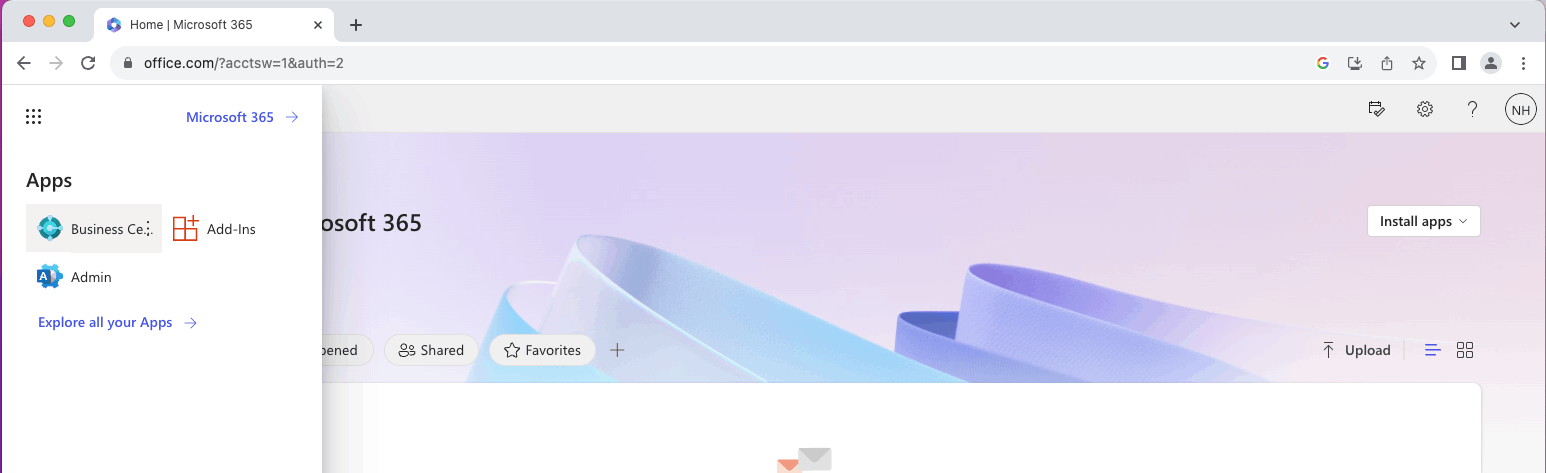 Home | Microsoft 365
office.com/?acctsw=1&auth=2
Microsoft 365
NH
Apps
Business Ce...
Add-Ins
osoft 365
Install apps
Admin
Explore all your Apps
pened
Shared
Favorites
Upload